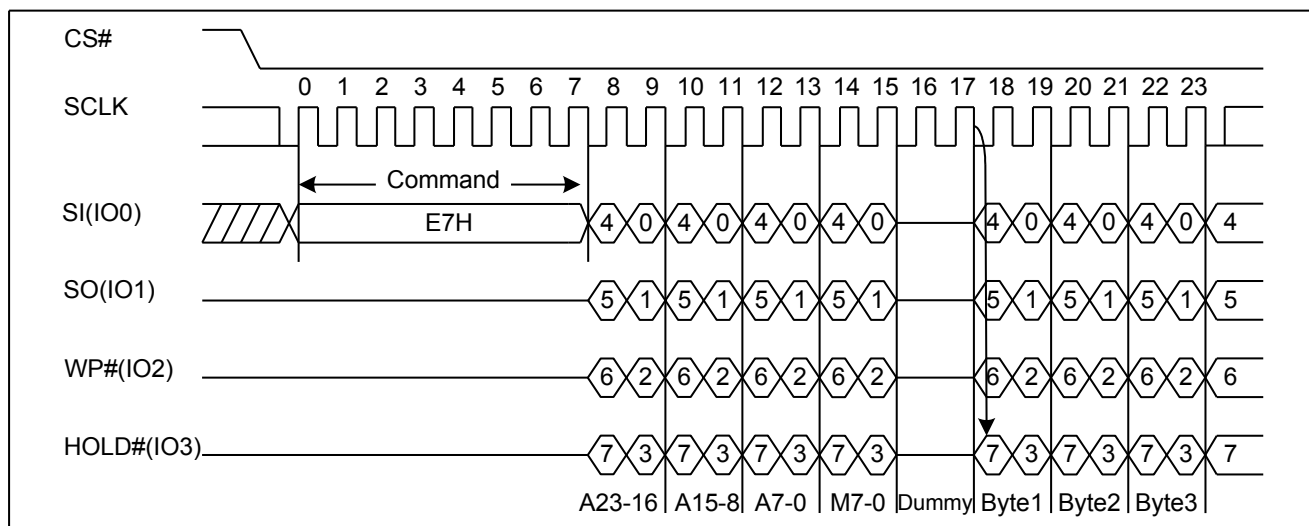 CS#
0 1 2 3 4 5 6 7 8 9 10 11 12 13 14 15 16 17 18 19 20 21 22 23
SCLK
Command
SI(IO0) E7H 4 0 4 0 4 0 4 0 4 0 4 0 4 0 4
SO(IO1) 5 1 5 1 5 1 5 1 5 1 5 1 5 1 5
WP#(IO2) 6 2 6 2 6 2 6 2 6 2 6 2 6 2 6
HOLD#(IO3) 7 3 7 3 7 3 7 3 7 3 7 3 7 3 7
A23-16 A15-8 A7-0 M7-0 Dummy Byte1 Byte2 Byte3